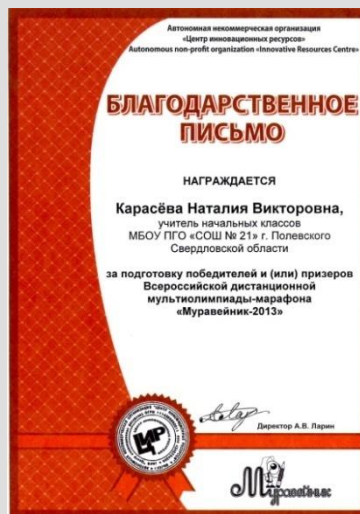 Автономная некоммерческая организация
«Центр инновационных ресурсов»
Autonomous non-profit organization «Innovative Resources Centre»
БЛАГОДАРСТВЕННОЕ
ПИСЬМО
НАГРАЖДАЕТСЯ
Карасёва Наталия Викторовна,
учитель начальных классов
МБОУ ПГО «СОШ № 21» г. Полевского
Свердловской области
за подготовку победителей и (или) призеров
Всероссийской дистанционной
мультиолимпиады-марафона
«Муравейник-2013»
Директор А.В. Ларин
ЦИР
Муравейник